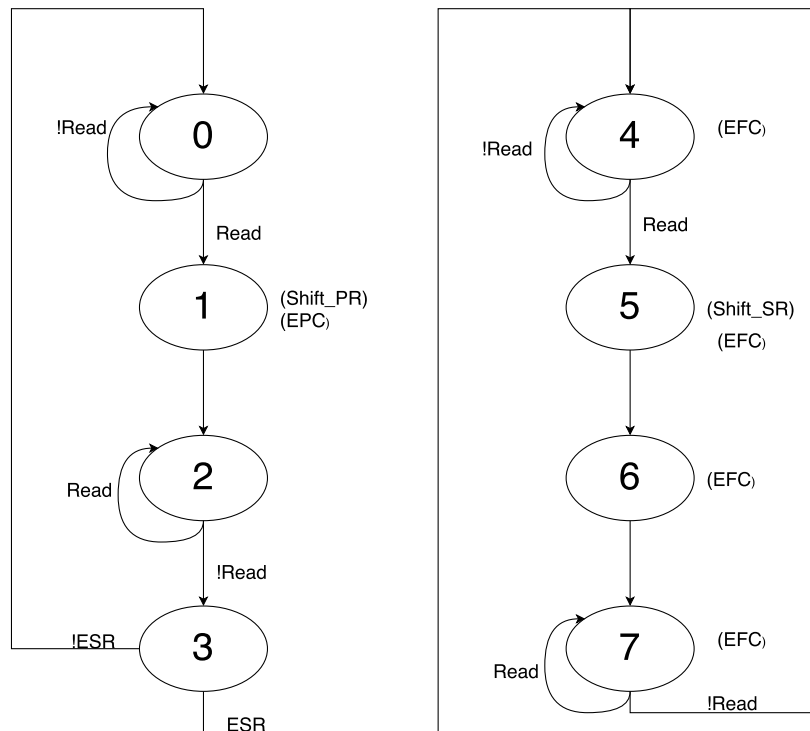 !Read
0
Read
1
(Shift_PR)
(EPC)
2
Read
!Read
3
!ESR
ESR
4
(EFC)
!Read
Read
5
(Shift_SR)
(EFC)
6
(EFC)
7
(EFC)
Read
!Read